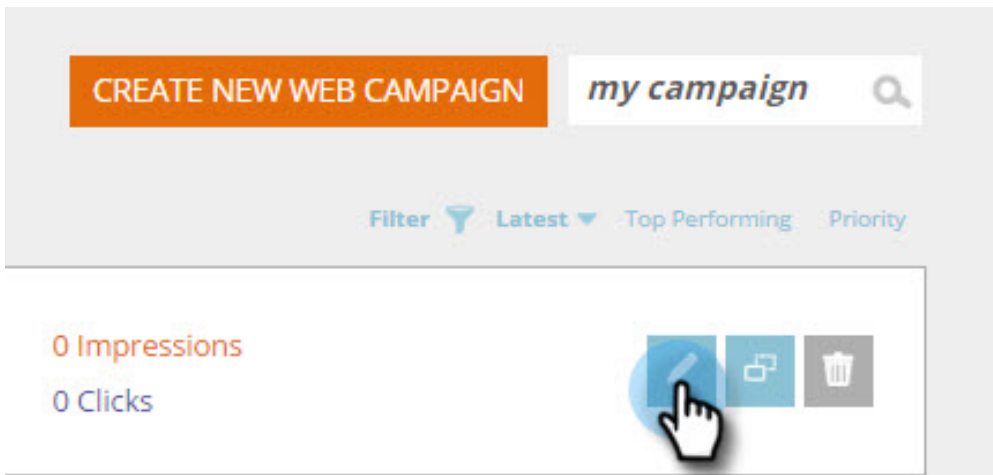 CREATE NEW WEB CAMPAIGN my campaign
Filter Latest Top Performing Priority
0 Impressions
0 Clicks